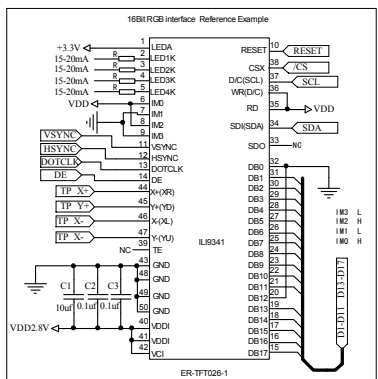 16Bit RGB interface Reference Example
+3.3V 1 LEDA
15-20mA R 2 LED1K
15-20mA R 3 LED2K
15-20mA R 4 LED3K
15-20mA R 5 LED4K
VDD 6 IM0
7 IM1
8 IM2
9 IM3
VSYNC 11 VSYNC
HSYNC 12 HSYNC
DOTCLK 13 DOTCLK
DE 14 DE
TP X+ 44 X+(XR)
TP Y+ 45 Y+(YD)
TP X- 46 X-(XL)
TP X- 47 Y-(YU)
NC 39 TE
43 GND
48 GND
49 GND
50 GND
C1 C2 C3
10uf 0.1uf 0.1uf
VDD2.8V 40 VDDI
41 VDDI
42 VCI
ILI9341
RESET 10 RESET
CSX 38 /CS
D/C(SCL) 37 SCL
WR(D/C) 36
RD 35 VDD
SDI(SDA) 34 SDA
SDO 33 NC
DB0 32
DB1 31
DB2 30
DB3 29
DB4 28
DB5 27
DB6 26
DB7 25
DB8 24
DB9 23
DB10 22
DB11 21
DB12 20
DB13 19
DB14 18
DB15 17
DB16 16
DB17 15
IM3 L
IM2 H
IM1 L
IM0 H
D1-D11 D13-D17
ER-TFT026-1